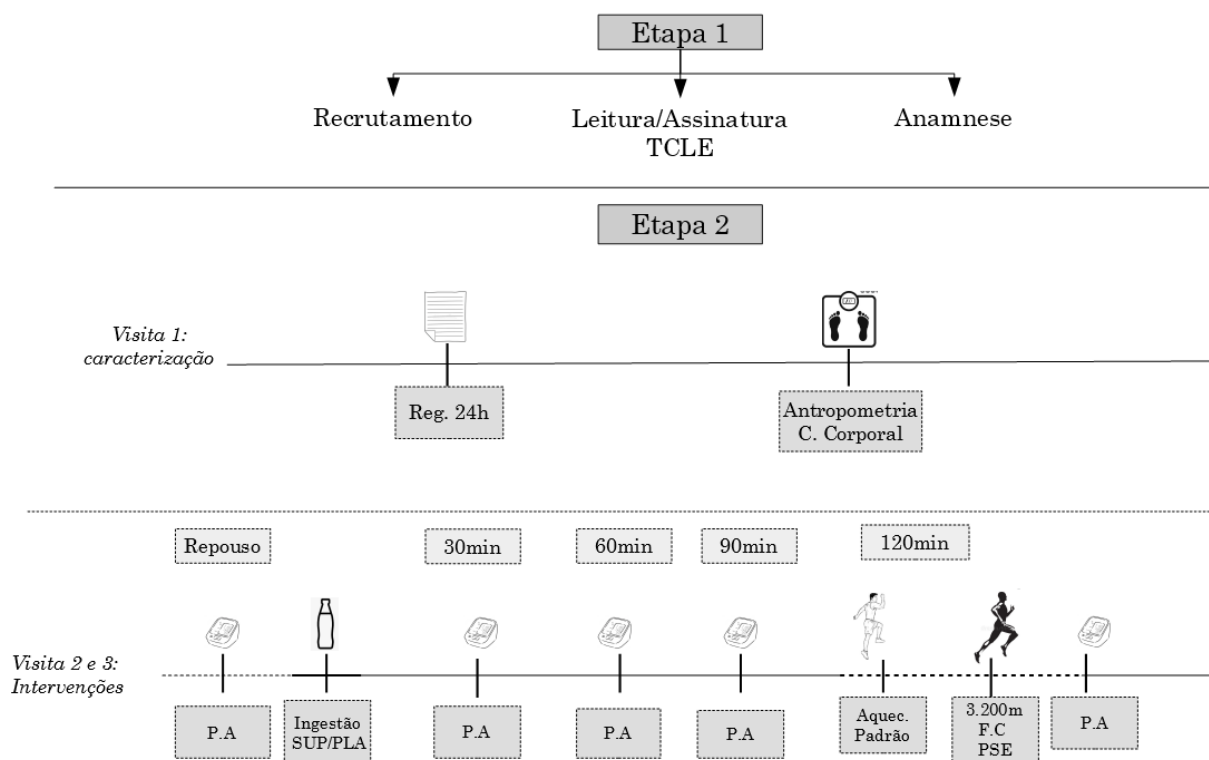 Etapa 1
Recrutamento
Leitura/Assinatura
TCLE
Anamnese
Etapa 2
Visita 1:
caracterização
Reg. 24h
Antropometria
C. Corporal
Repouso
30min
60min
90min
120min
Visita 2 e 3:
Intervenções
P.A
Ingestão
SUP/PLA
P.A
P.A
P.A
Aquec.
Padrão
3.200m
F.C
PSE
P.A